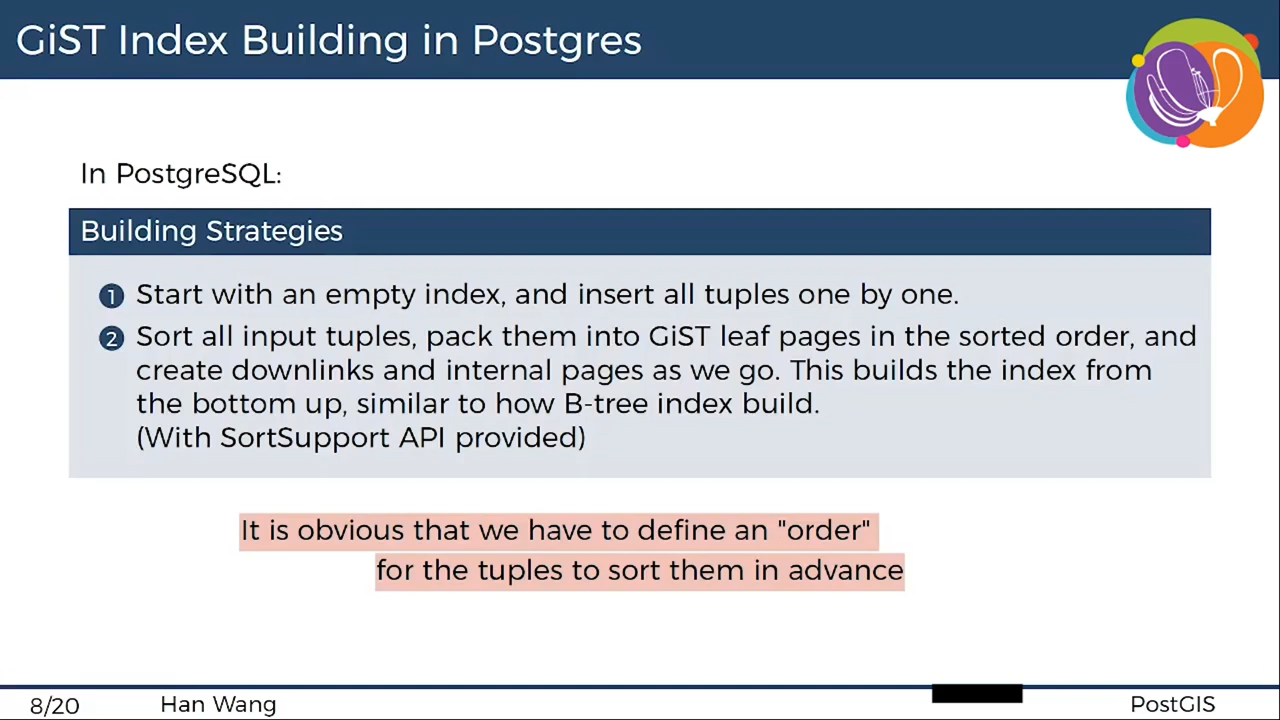 GiST Index Building in Postgres
In PostgreSQL:
Building Strategies
1 Start with an empty index, and insert all tuples one by one.
2 Sort all input tuples, pack them into GiST leaf pages in the sorted order, and
create downlinks and internal pages as we go. This builds the index from
the bottom up, similar to how B-tree index build.
(With SortSupport API provided)
It is obvious that we have to define an "order"
for the tuples to sort them in advance
8/20 Han Wang PostGIS